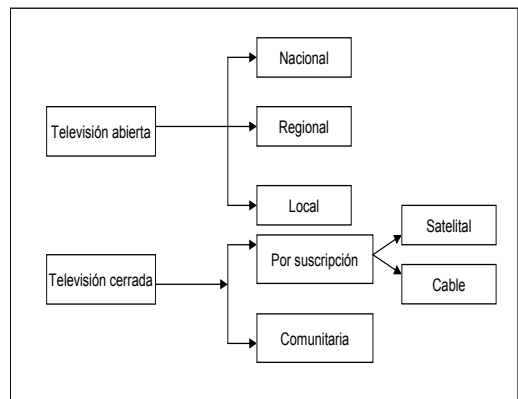 Nacional
Televisión abierta
Regional
Local
Satelital
Televisión cerrada
Por suscripción
Cable
Comunitaria